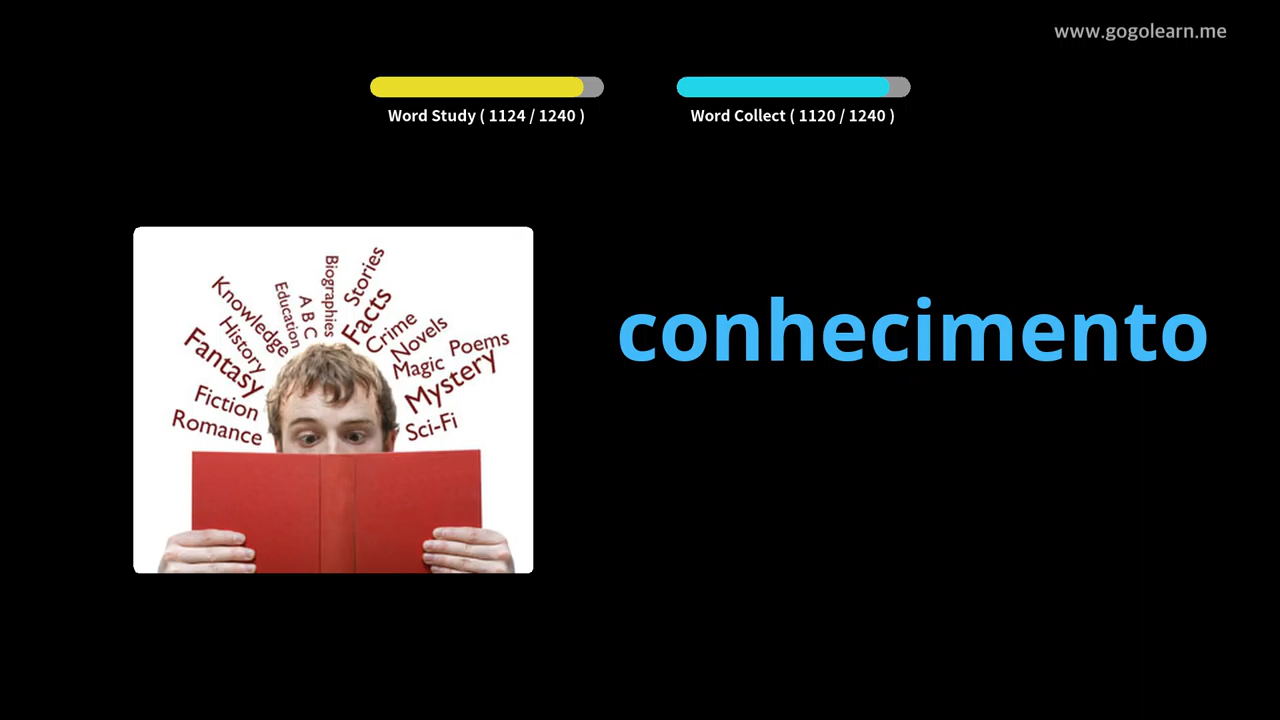 www.gogolearn.me
Word Study ( 1124 / 1240 )
Word Collect ( 1120 / 1240 )
Biographies
Stories
Education
A B C
Facts
Knowledge
History
Crime
Novels
Fantasy
Magic
Poems
Mystery
Fiction
Romance
Sci-Fi
conhecimento